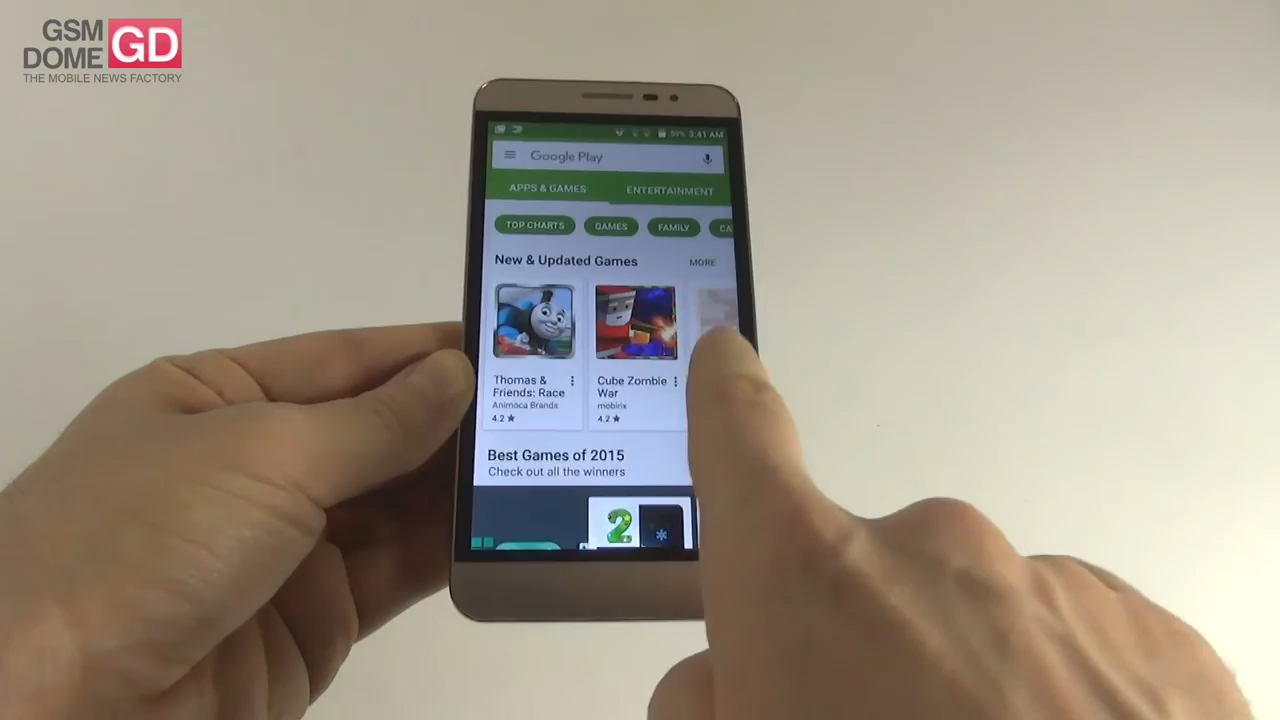 GSM
DOME GD
THE MOBILE NEWS FACTORY
59% 3:41 AM
Google Play
APPS & GAMES ENTERTAINMENT
TOP CHARTS GAMES FAMILY CA
New & Updated Games MORE
Thomas & Friends: Race
Animoca Brands
4.2★
Cube Zombie War
mobirix
4.2★
Best Games of 2015
Check out all the winners
2